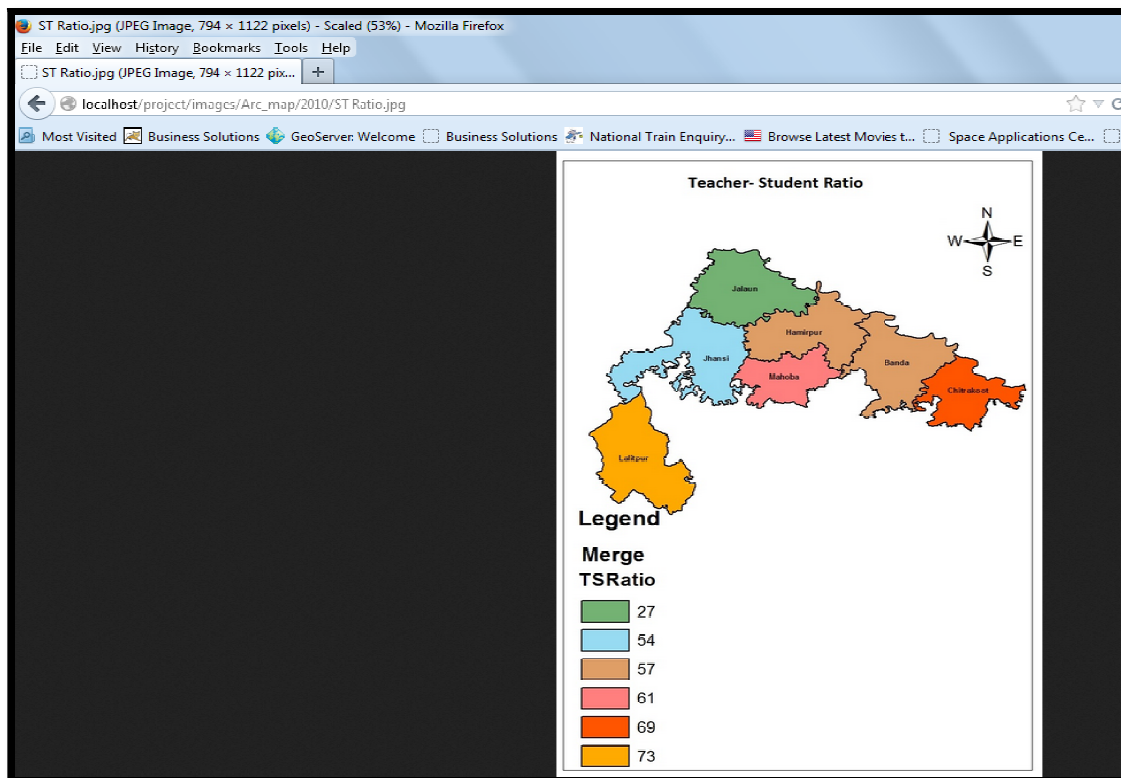 ST Ratio.jpg (JPEG Image, 794 × 1122 pixels) - Scaled (53%) - Mozilla Firefox
File Edit View History Bookmarks Tools Help
ST Ratio.jpg (JPEG Image, 794 × 1122 pix... +
localhost/project/images/Arc_map/2010/ST Ratio.jpg
Most Visited Business Solutions GeoServer: Welcome Business Solutions National Train Enquiry... Browse Latest Movies t... Space Applications Ce...
Teacher- Student Ratio
N
W E
S
Jalaun
Hamirpur
Jhansi
Banda
Mahoba
Chitrakoot
Lalitpur
Legend
Merge
TSRatio
27
54
57
61
69
73